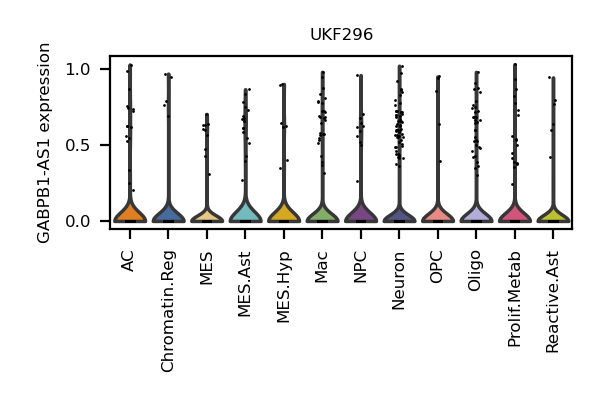 UKF296
GABPB1-AS1 expression
1.0
0.5
0.0
AC
Chromatin.Reg
MES
MES.Ast
MES.Hyp
Mac
NPC
Neuron
OPC
Oligo
Prolif.Metab
Reactive.Ast